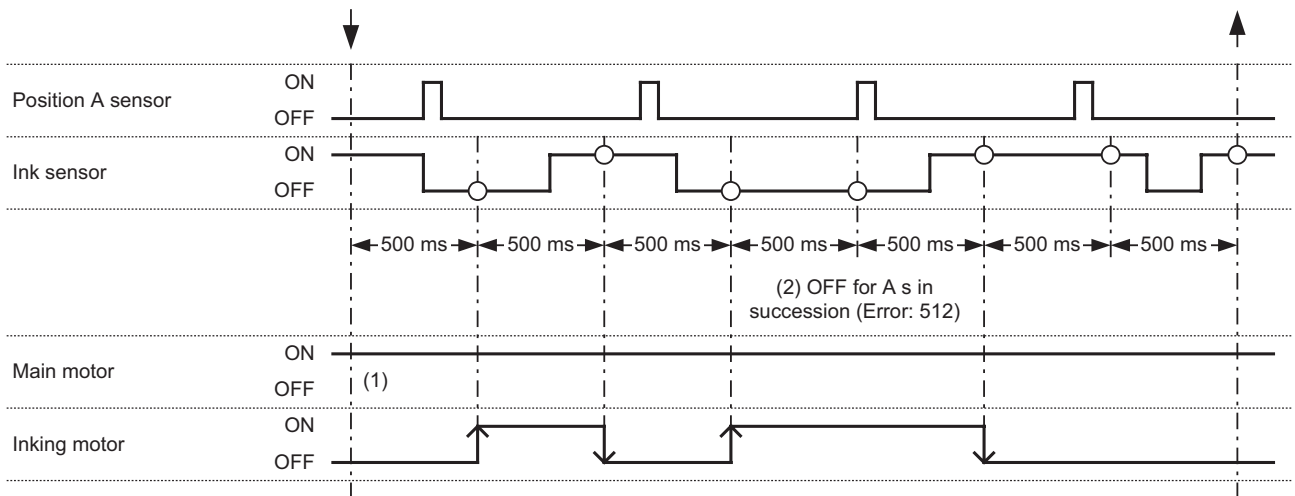 ON
Position A sensor
OFF
ON
Ink sensor
OFF
500 ms 500 ms 500 ms 500 ms 500 ms 500 ms 500 ms
(2) OFF for A s in
succession (Error: 512)
ON
Main motor
(1)
OFF
ON
Inking motor
OFF